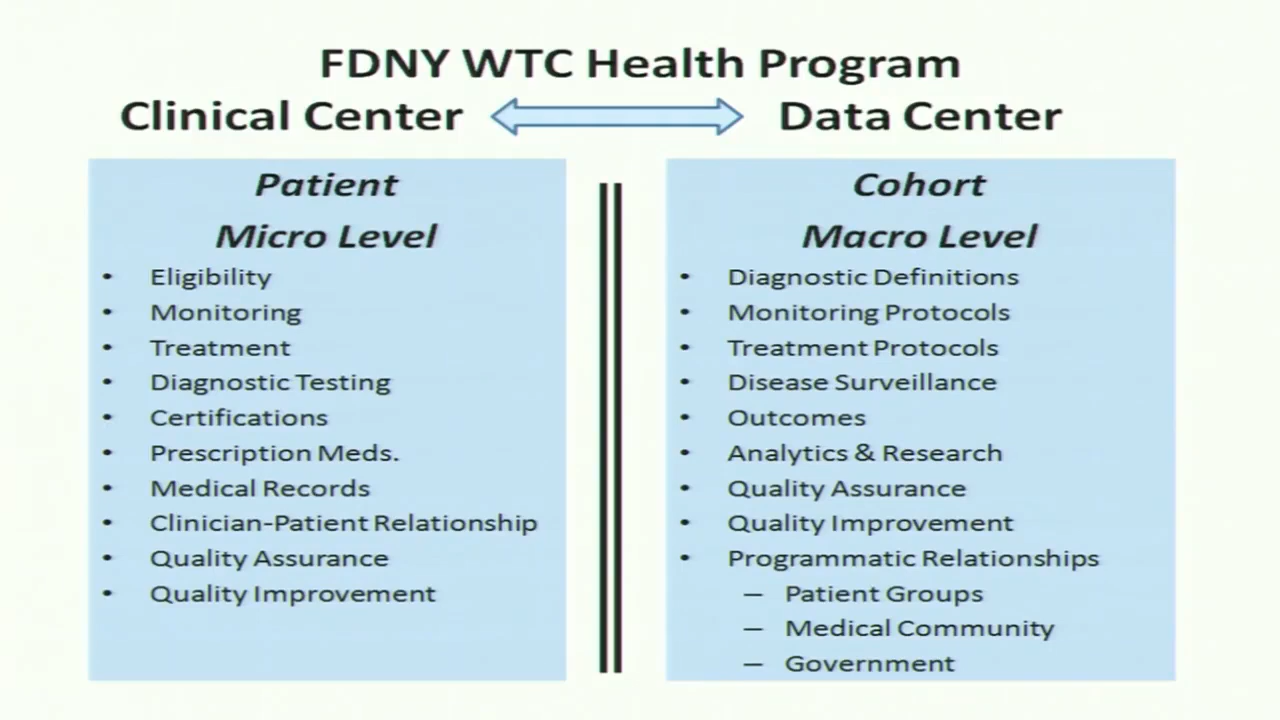 FDNY WTC Health Program
Clinical Center
Data Center
Patient
Micro Level
• Eligibility
• Monitoring
• Treatment
• Diagnostic Testing
• Certifications
• Prescription Meds.
• Medical Records
• Clinician-Patient Relationship
• Quality Assurance
• Quality Improvement
Cohort
Macro Level
• Diagnostic Definitions
• Monitoring Protocols
• Treatment Protocols
• Disease Surveillance
• Outcomes
• Analytics & Research
• Quality Assurance
• Quality Improvement
• Programmatic Relationships
– Patient Groups
– Medical Community
– Government